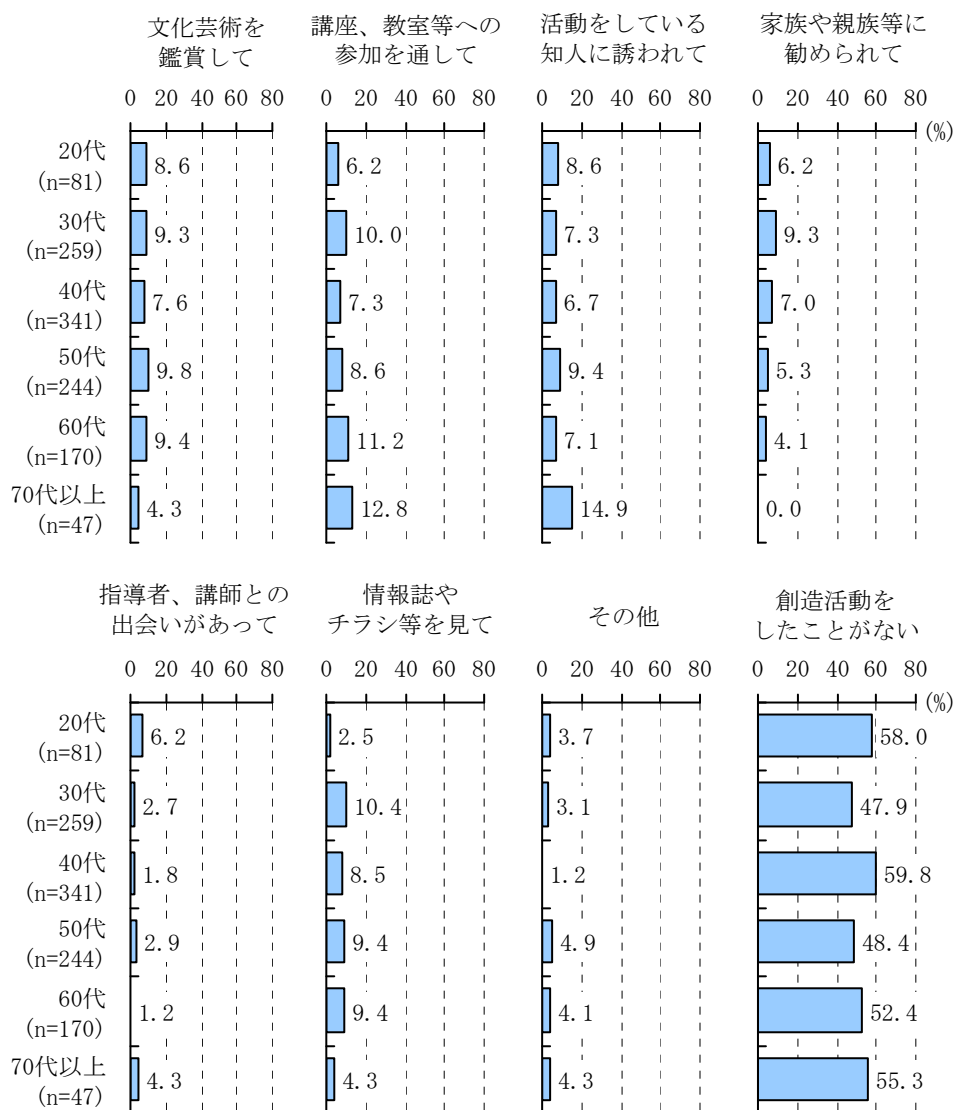 文化芸術を
鑑賞して
講座、教室等への
参加を通して
活動をしている
知人に誘われて
家族や親族等に
勧められて
0 20 40 60 80
0 20 40 60 80
0 20 40 60 80
0 20 40 60 80
(%)
20代
(n=81)
8.6
6.2
8.6
6.2
30代
(n=259)
9.3
10.0
7.3
9.3
40代
(n=341)
7.6
7.3
6.7
7.0
50代
(n=244)
9.8
8.6
9.4
5.3
60代
(n=170)
9.4
11.2
7.1
4.1
70代以上
(n=47)
4.3
12.8
14.9
0.0
指導者、講師との
出会いがあって
情報誌や
チラシ等を見て
その他
創造活動を
したことがない
0 20 40 60 80
0 20 40 60 80
0 20 40 60 80
0 20 40 60 80
(%)
20代
(n=81)
6.2
2.5
3.7
58.0
30代
(n=259)
2.7
10.4
3.1
47.9
40代
(n=341)
1.8
8.5
1.2
59.8
50代
(n=244)
2.9
9.4
4.9
48.4
60代
(n=170)
1.2
9.4
4.1
52.4
70代以上
(n=47)
4.3
4.3
4.3
55.3